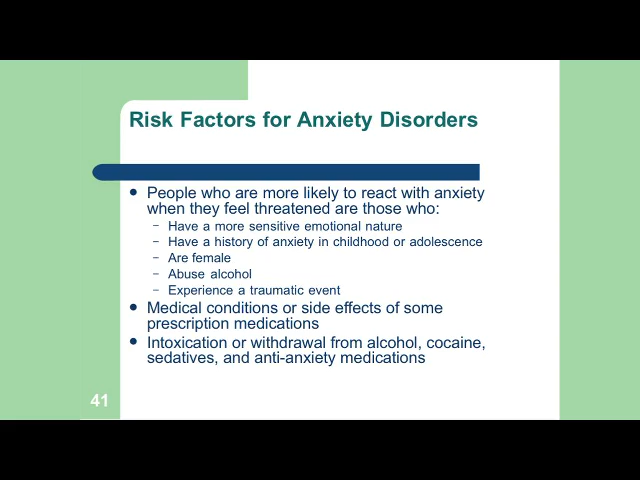 Risk Factors for Anxiety Disorders
• People who are more likely to react with anxiety
when they feel threatened are those who:
– Have a more sensitive emotional nature
– Have a history of anxiety in childhood or adolescence
– Are female
– Abuse alcohol
– Experience a traumatic event
• Medical conditions or side effects of some
prescription medications
• Intoxication or withdrawal from alcohol, cocaine,
sedatives, and anti-anxiety medications
41